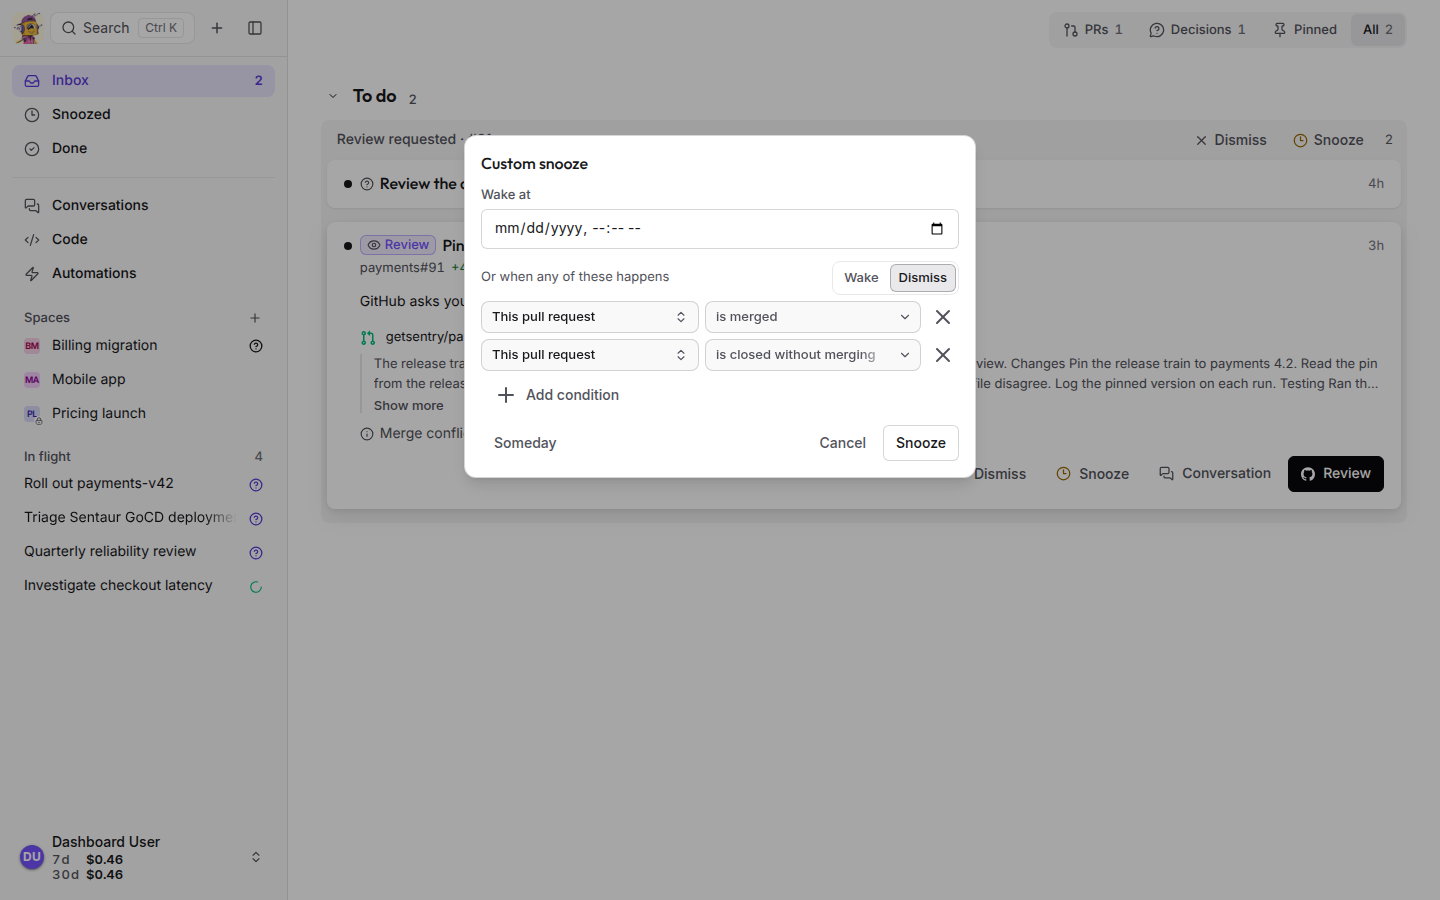 Search Ctrl K
Inbox 2
Snoozed
Done
Conversations
Code
Automations
Spaces
BM Billing migration
MA Mobile app
PL Pricing launch
In flight 4
Roll out payments-v42
Triage Sentaur GoCD deployme
Quarterly reliability review
Investigate checkout latency
DU Dashboard User
7d $0.46
30d $0.46
PRs 1 Decisions 1 Pinned All 2
To do 2
Review requested · #91 Dismiss Snooze 2
Review the 4h
Review Pin 3h
payments#91
GitHub asks you
getsentry/pa
The release tra view. Changes Pin the release train to payments 4.2. Read the pin
from the releas file disagree. Log the pinned version on each run. Testing Ran th...
Show more
Merge confli
Dismiss Snooze Conversation Review
Custom snooze
Wake at
mm/dd/yyyy, --:-- --
Or when any of these happens Wake Dismiss
This pull request is merged
This pull request is closed without merging
Add condition
Someday Cancel Snooze